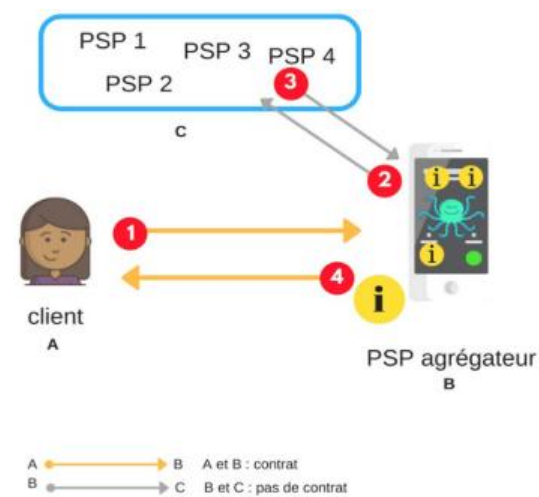 PSP 1
PSP 3
PSP 4
PSP 2
3
C
2
i i
1
i
4
i
client
A
PSP agrégateur
B
A B A et B : contrat
B C B et C : pas de contrat